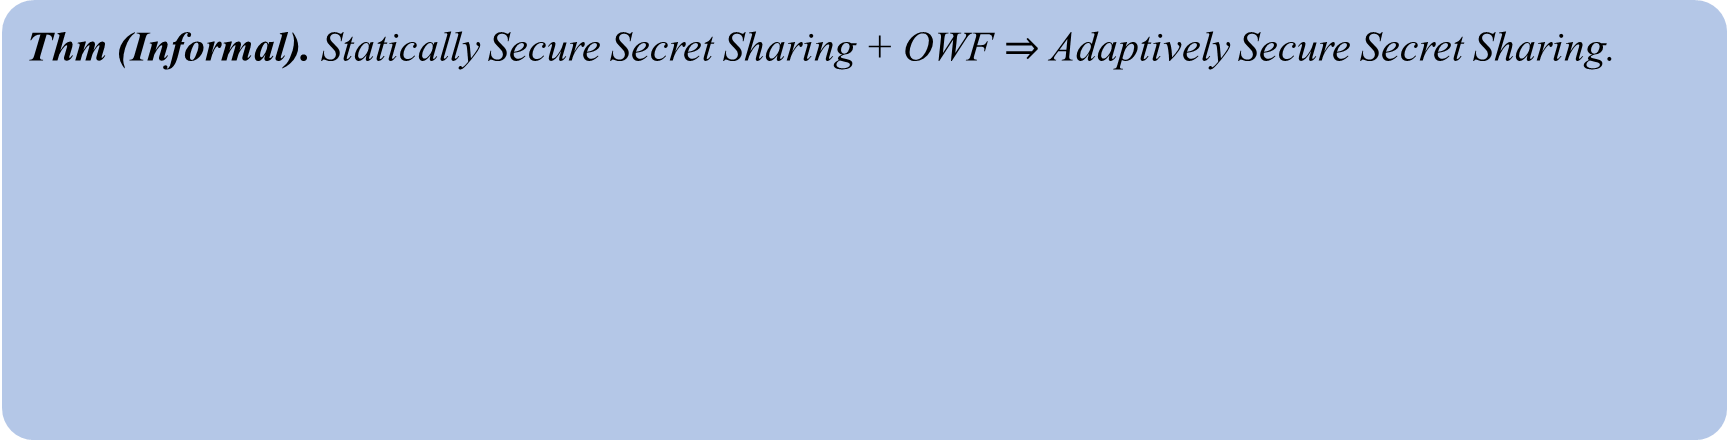 Thm (Informal). Statically Secure Secret Sharing + OWF ⇒ Adaptively Secure Secret Sharing.